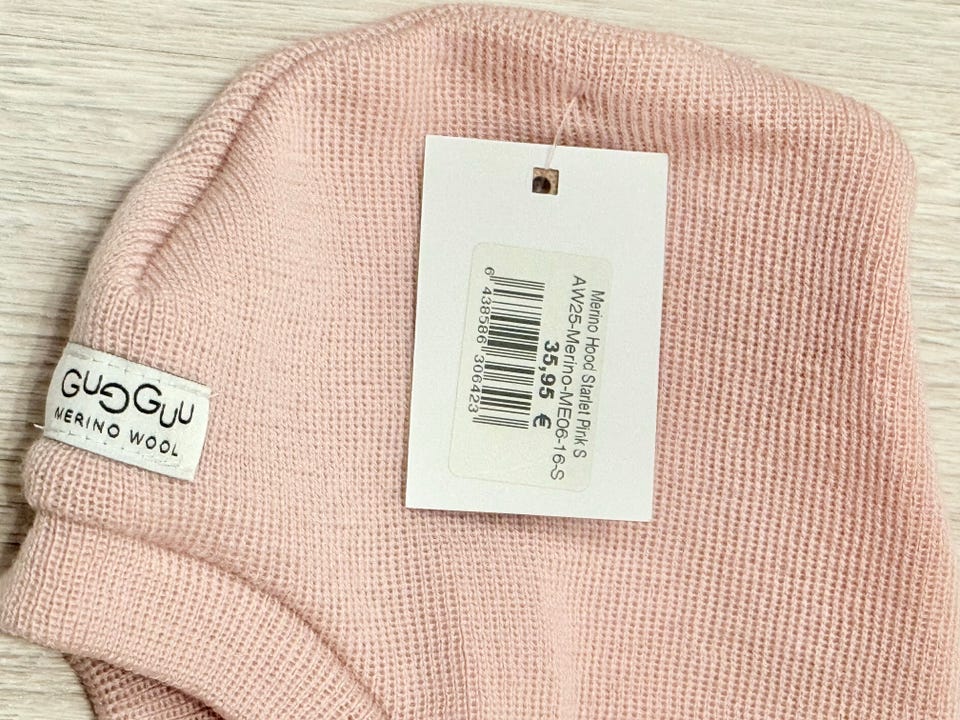 GUGGUU
MERINO WOOL
Merino Hood Starlet Pink S
AW25-Merino-ME06-16-S
35,95 €
6 438586 306423